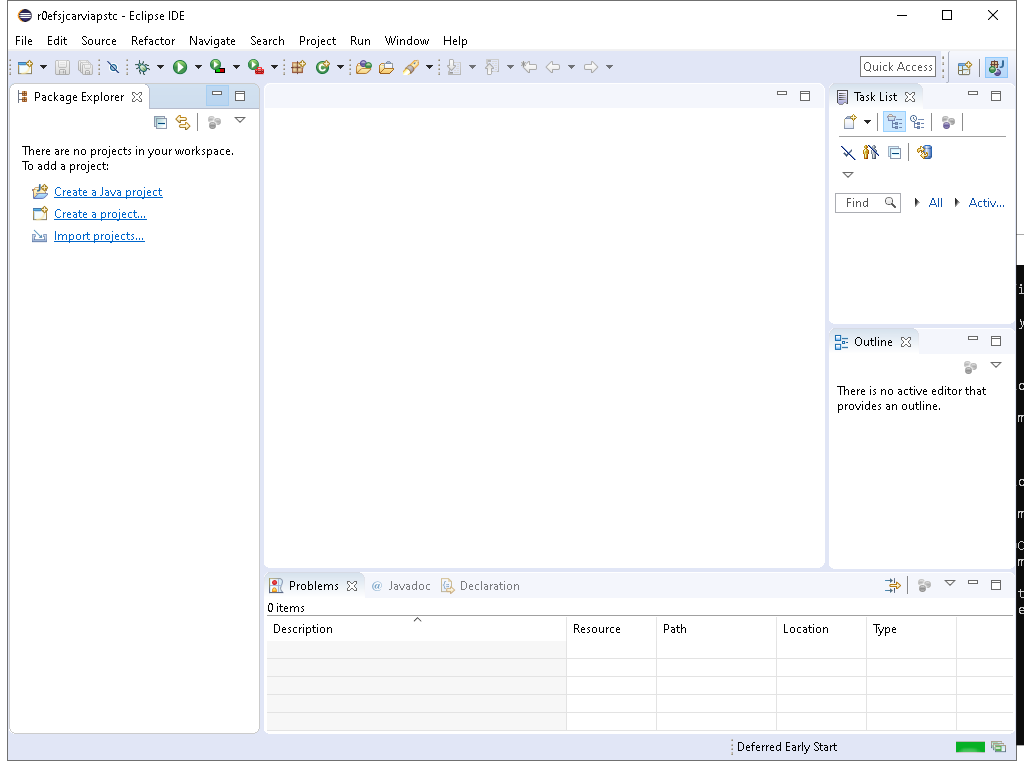 r0efsjcarviapstc - Eclipse IDE
File Edit Source Refactor Navigate Search Project Run Window Help
Quick Access
Package Explorer
There are no projects in your workspace.
To add a project:
Create a Java project
Create a project...
Import projects...
Task List
Find All Activ...
Outline
There is no active editor that
provides an outline.
Problems @ Javadoc Declaration
0 items
Description Resource Path Location Type
Deferred Early Start